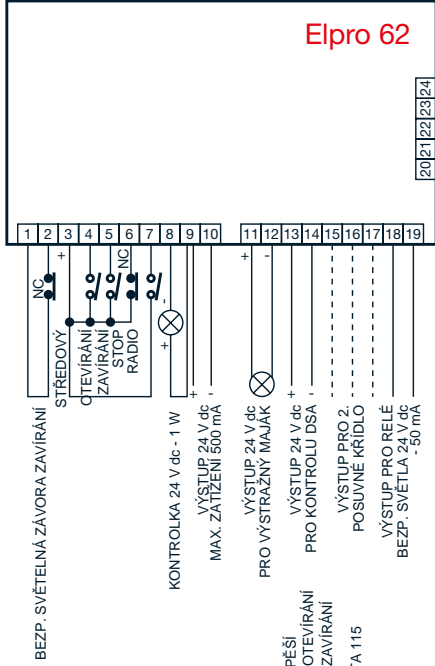 Elpro 62
20 21 22 23 24
1 2 3 4 5 6 7 8 9 10 11 12 13 14 15 16 17 18 19
NC
+
NC
-
+
+
-
+
-
+
-
+
-
BEZP. SVĚTELNÁ ZÁVORA ZAVÍRÁNÍ
STŘEDOVÝ
OTEVÍRÁNÍ
ZAVÍRÁNÍ
STOP
RADIO
KONTROLKA 24 V dc - 1 W
VÝSTUP 24 V dc
MAX. ZATÍŽENÍ 500 mA
VÝSTUP 24 V dc
PRO VÝSTRAŽNÝ MAJÁK
VÝSTUP 24 V dc
PRO KONTROLU DSA
VÝSTUP PRO 2.
POSUVNÉ KŘÍDLO
VÝSTUP PRO RELÉ
BEZP. SVĚTLA 24 V dc
- 50 mA
PĚŠÍ
OTEVÍRÁNÍ
ZAVÍRÁNÍ
TA 115